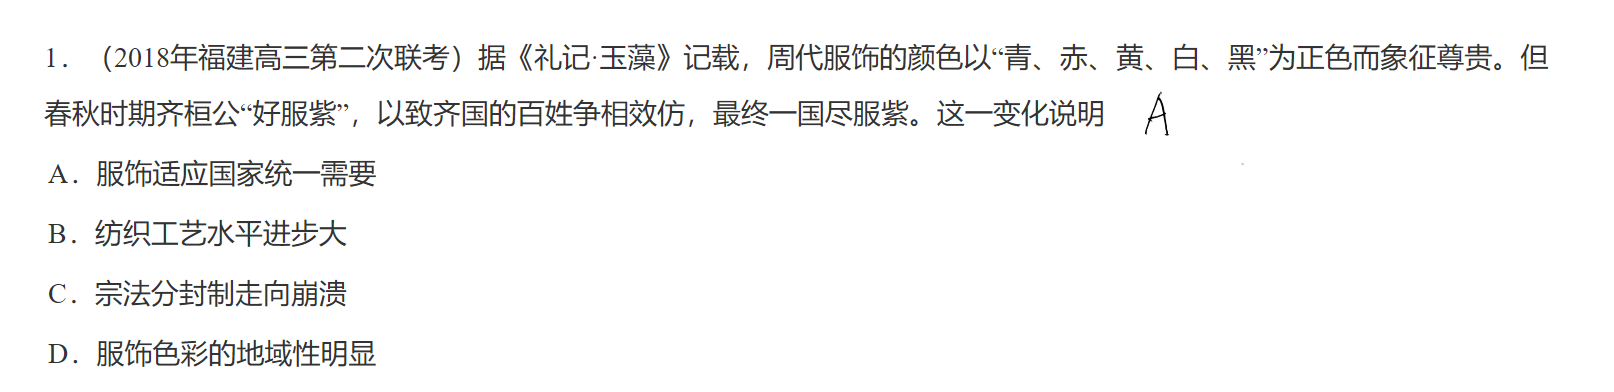 1．（2018年福建高三第二次联考）据《礼记·玉藻》记载，周代服饰的颜色以“青、赤、黄、白、黑”为正色而象征尊贵。但
春秋时期齐桓公“好服紫”，以致齐国的百姓争相效仿，最终一国尽服紫。这一变化说明 A
A．服饰适应国家统一需要
B．纺织工艺水平进步大
C．宗法分封制走向崩溃
D．服饰色彩的地域性明显